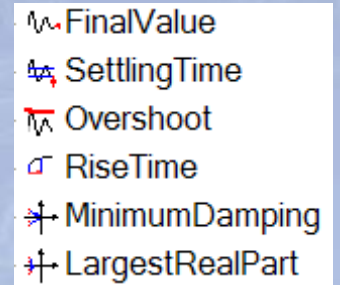 FinalValue
SettlingTime
Overshoot
RiseTime
MinimumDamping
LargestRealPart